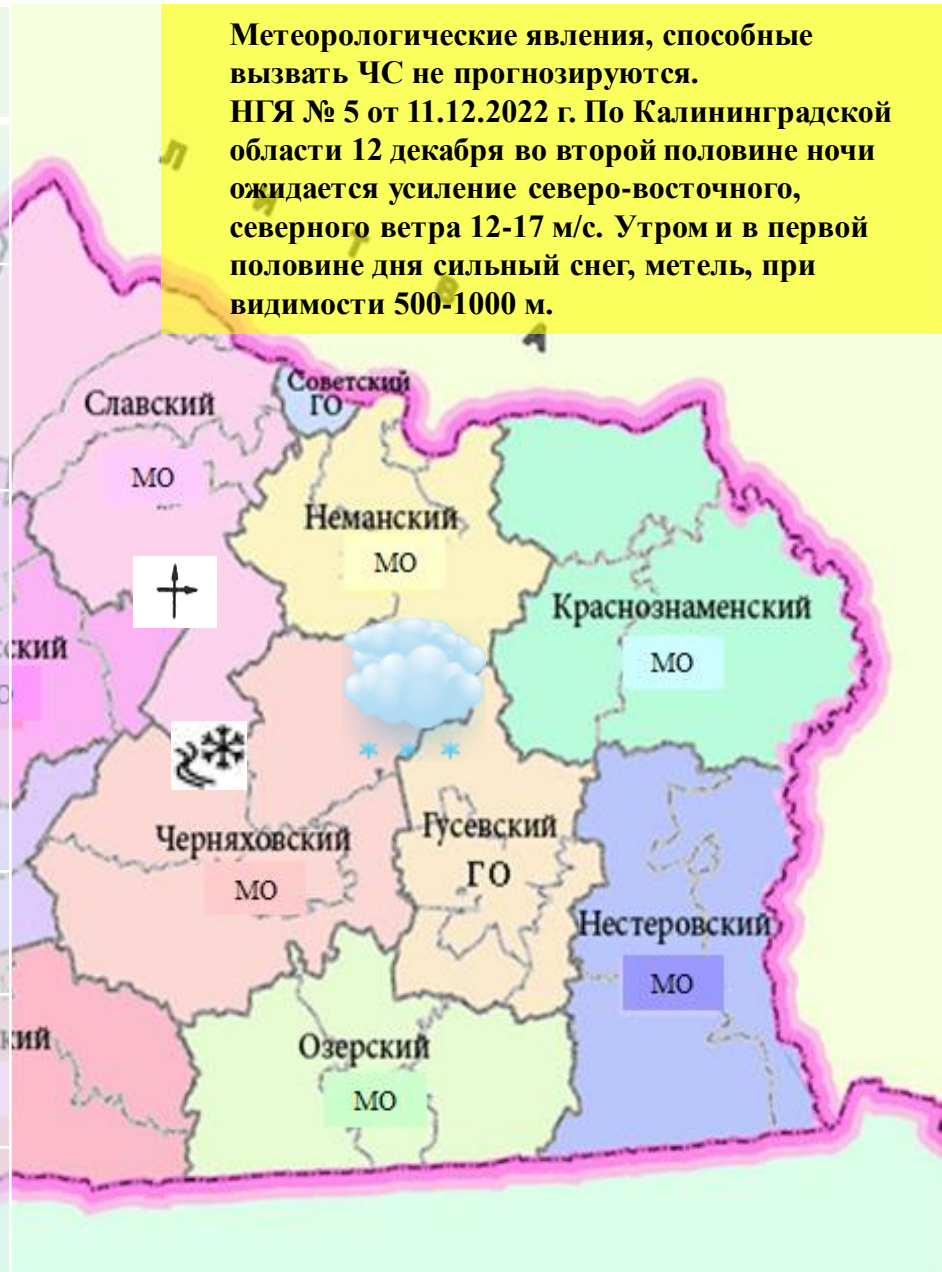 Метеорологические явления, способные
вызвать ЧС не прогнозируются.
НГЯ № 5 от 11.12.2022 г. По Калининградской
области 12 декабря во второй половине ночи
ожидается усиление северо-восточного,
северного ветра 12-17 м/с. Утром и в первой
половине дня сильный снег, метель, при
видимости 500-1000 м.
Л И Т В А
Советский
ГО
Славский
МО
Неманский
МО
Краснознаменский
МО
ский
Черняховский
МО
Гусевский
ГО
Нестеровский
МО
кий
Озерский
МО